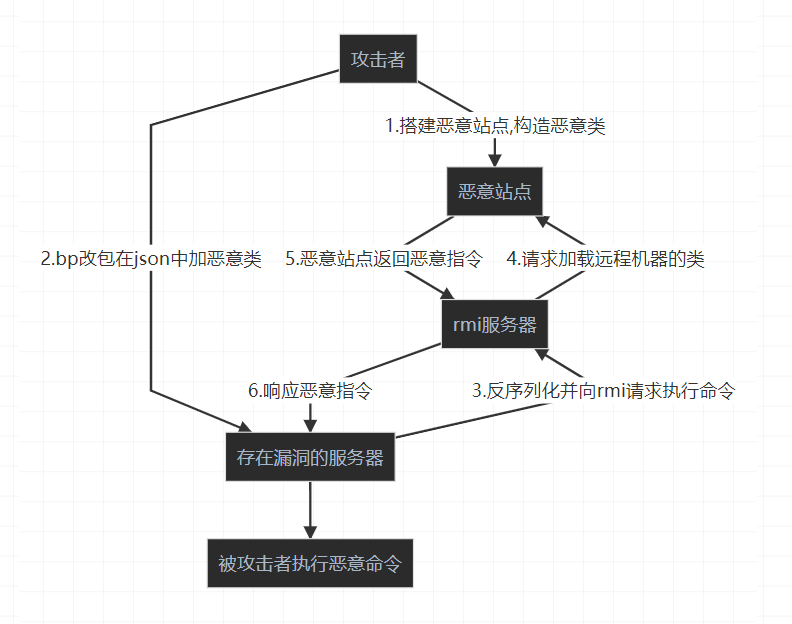 攻击者
1.搭建恶意站点,构造恶意类
恶意站点
2.bp改包在json中加恶意类
5.恶意站点返回恶意指令
4.请求加载远程机器的类
rmi服务器
6.响应恶意指令
3.反序列化并向rmi请求执行命令
存在漏洞的服务器
被攻击者执行恶意命令